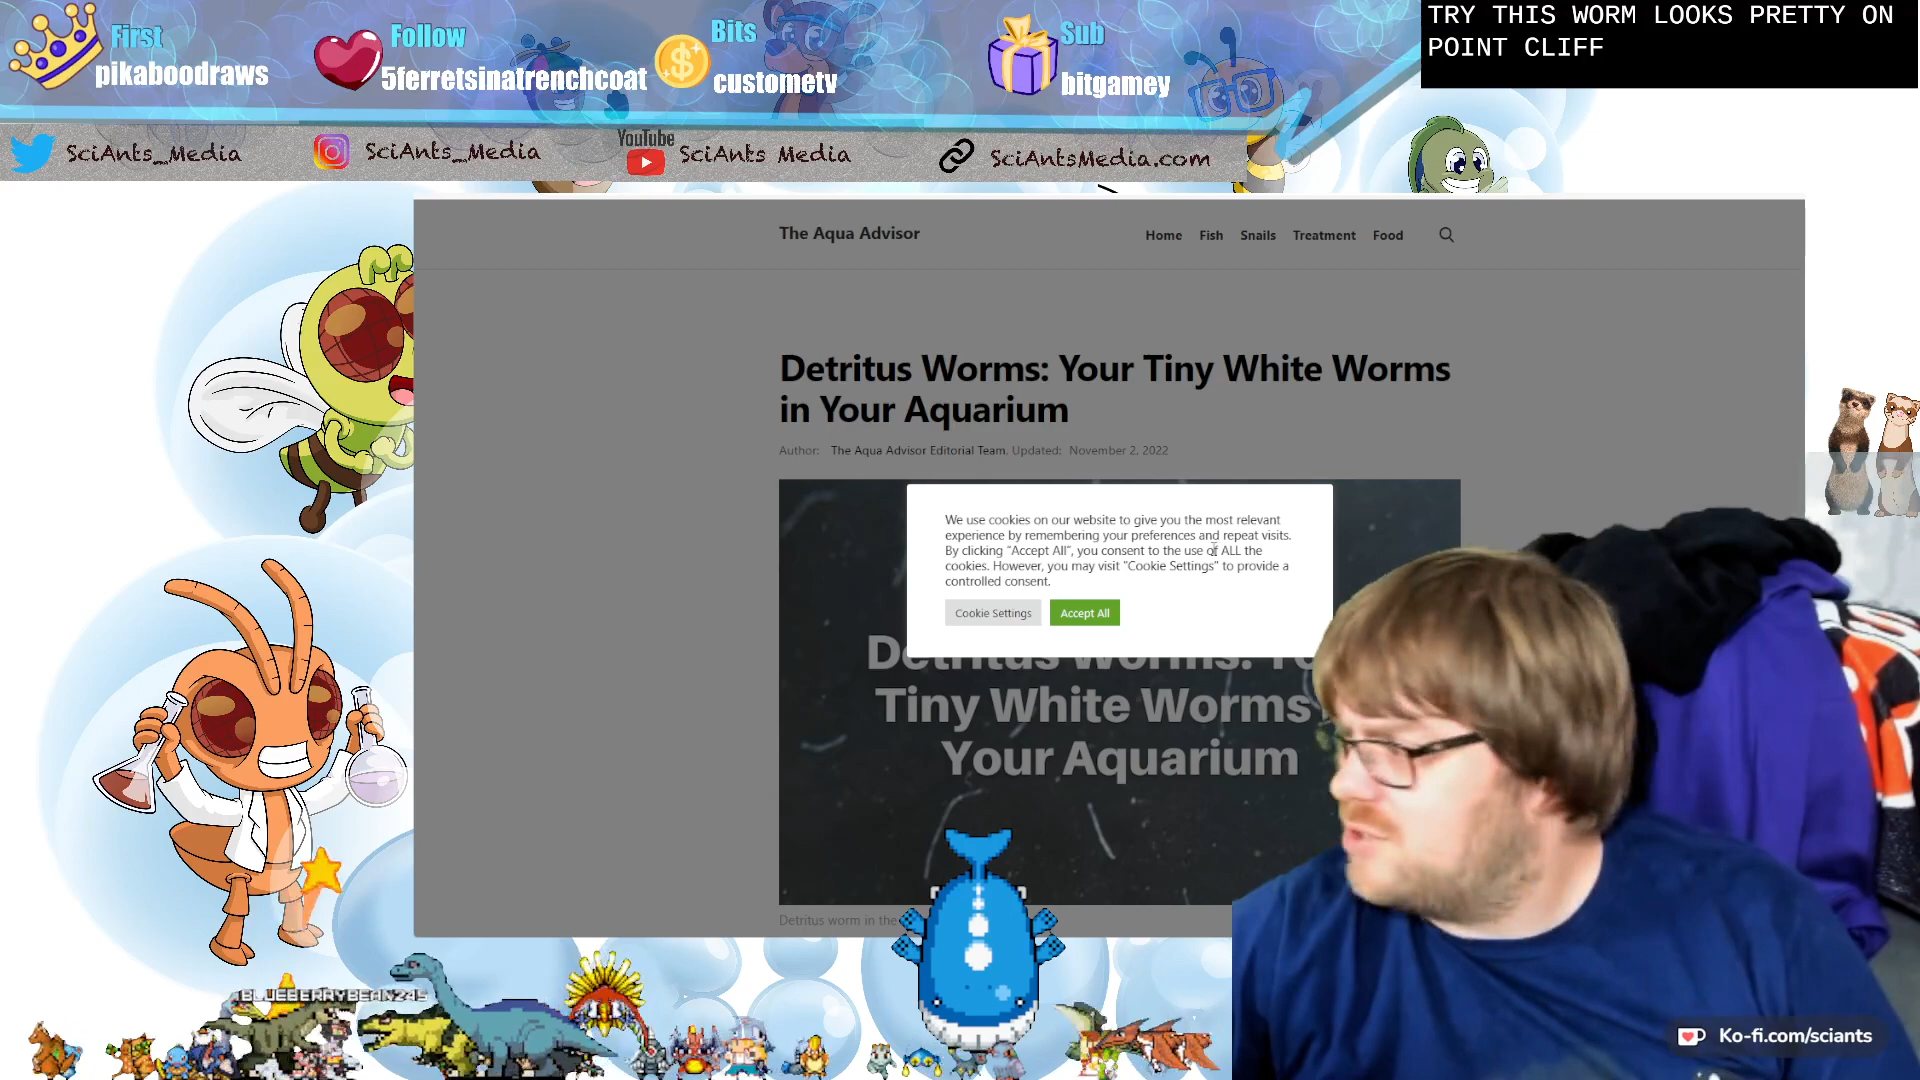 First
pikaboodraws
Follow
5ferretsinatrenchcoat
Bits
custometv
Sub
bitgamey
TRY THIS WORM LOOKS PRETTY ON
POINT CLIFF
SciAnts_Media
SciAnts_Media
YouTube
SciAnts Media
SciAntsMedia.com
The Aqua Advisor
Home Fish Snails Treatment Food
Detritus Worms: Your Tiny White Worms
in Your Aquarium
Author: The Aqua Advisor Editorial Team. Updated: November 2, 2022
We use cookies on our website to give you the most relevant
experience by remembering your preferences and repeat visits.
By clicking "Accept All", you consent to the use of ALL the
cookies. However, you may visit "Cookie Settings" to provide a
controlled consent.
Cookie Settings
Accept All
Detritus Worms:
Tiny White Worms
Your Aquarium
Detritus worm in the
BLUEBERRYBEAN245
Ko-fi.com/sciants